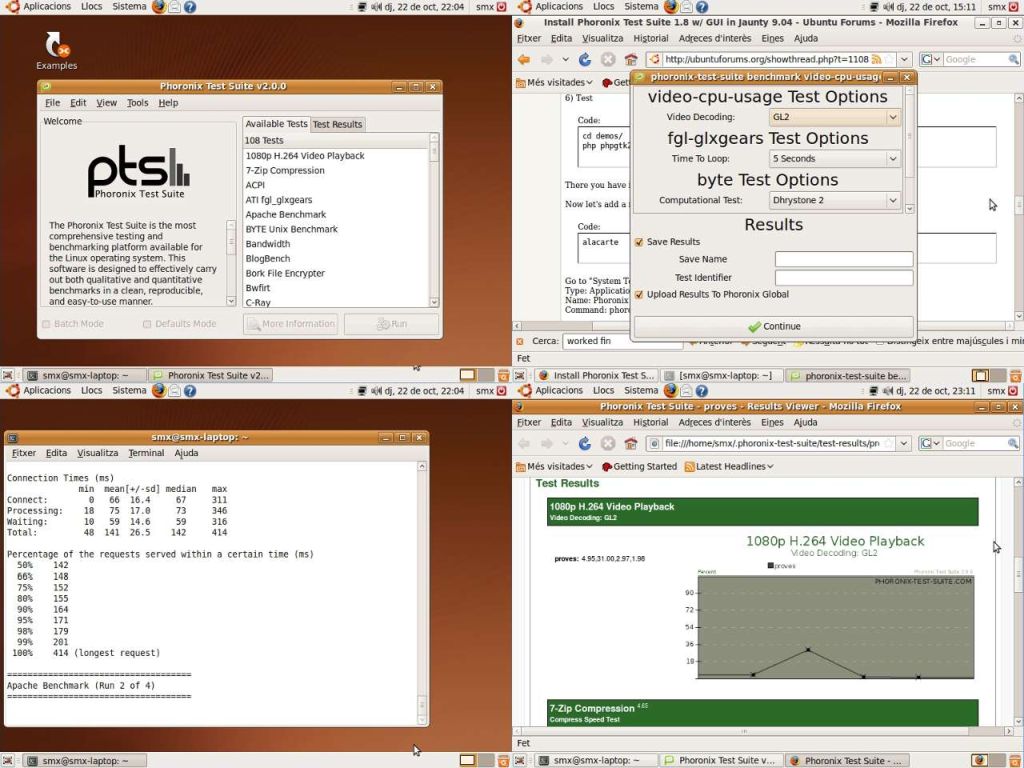 Aplicacions Llocs Sistema dj, 22 de oct, 22:04 smx
Examples
Phoronix Test Suite v2.0.0
File Edit View Tools Help
Welcome
pts
Phoronix Test Suite
The Phoronix Test Suite is the most
comprehensive testing and
benchmarking platform available for
the Linux operating system. This
software is designed to effectively carry
out both qualitative and quantitative
benchmarks in a clean, reproducible,
and easy-to-use manner.
Available Tests Test Results
108 Tests
1080p H.264 Video Playback
7-Zip Compression
ACPI
ATI fgl_glxgears
Apache Benchmark
BYTE Unix Benchmark
Bandwidth
BlogBench
Bork File Encrypter
Bwfirt
C-Ray
Batch Mode Defaults Mode More Information Run
smx@smx-laptop: ~ Phoronix Test Suite v2...
Aplicacions Llocs Sistema dj, 22 de oct, 15:11 smx
Install Phoronix Test Suite 1.8 w/ GUI in Jaunty 9.04 - Ubuntu Forums - Mozilla Firefox
Fitxer Edita Visualitza Historial Adreces d'interès Eines Ajuda
http://ubuntuforums.org/showthread.php?t=1108 Google
Més visitades Gett
6) Test
Code:
cd demos/
php phpgtk2
There you have i
Now let's add a
Code:
alacarte
Go to "System To
Type: Applicatio
Name: Phoronix
Command: phoro
phoronix-test-suite benchmark video-cpu-usage
video-cpu-usage Test Options
Video Decoding: GL2
fgl-glxgears Test Options
Time To Loop: 5 Seconds
byte Test Options
Computational Test: Dhrystone 2
Results
Save Results
Save Name
Test Identifier
Upload Results To Phoronix Global
Continue
Cerca: worked fin Distingeix entre majúscules i min
Fet
Install Phoronix Test S... [smx@smx-laptop: ~] phoronix-test-suite be...
Aplicacions Llocs Sistema dj, 22 de oct, 22:04 smx
smx@smx-laptop: ~
Fitxer Edita Visualitza Terminal Ajuda
Connection Times (ms)
min mean[+/-sd] median max
Connect: 0 66 16.4 67 311
Processing: 18 75 17.0 73 346
Waiting: 10 59 14.6 59 316
Total: 48 141 26.5 142 414
Percentage of the requests served within a certain time (ms)
50% 142
66% 148
75% 152
80% 155
90% 164
95% 171
98% 179
99% 201
100% 414 (longest request)
===================================
Apache Benchmark (Run 2 of 4)
===================================
smx@smx-laptop: ~
Aplicacions Llocs Sistema dj, 22 de oct, 23:11 smx
Phoronix Test Suite - proves - Results Viewer - Mozilla Firefox
Fitxer Edita Visualitza Historial Adreces d'interès Eines Ajuda
file:///home/smx/.phoronix-test-suite/test-results/pr Google
Més visitades Getting Started Latest Headlines
Test Results
1080p H.264 Video Playback
Video Decoding: GL2
1080p H.264 Video Playback
Video Decoding: GL2
proves: 4.95,31.00,2.97,1.98
proves
Percent
PHORONIX-TEST-SUITE.COM
90
72
54
36
18
7-Zip Compression 4.65
Compress Speed Test
Fet
smx@smx-laptop: ~ Phoronix Test Suite v... Phoronix Test Suite - ...